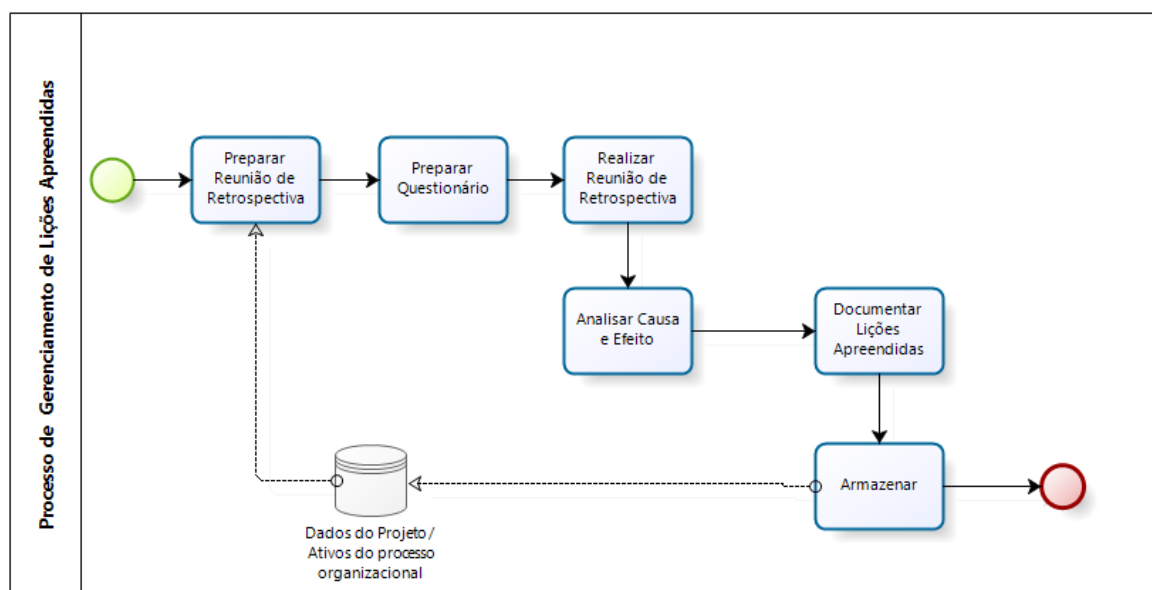 Processo de Gerenciamento de Lições Apreendidas
Preparar
Reunião de
Retrospectiva
Preparar
Questionário
Realizar
Reunião de
Retrospectiva
Analisar Causa
e Efeito
Documentar
Lições
Apreendidas
Armazenar
Dados do Projeto /
Ativos do processo
organizacional